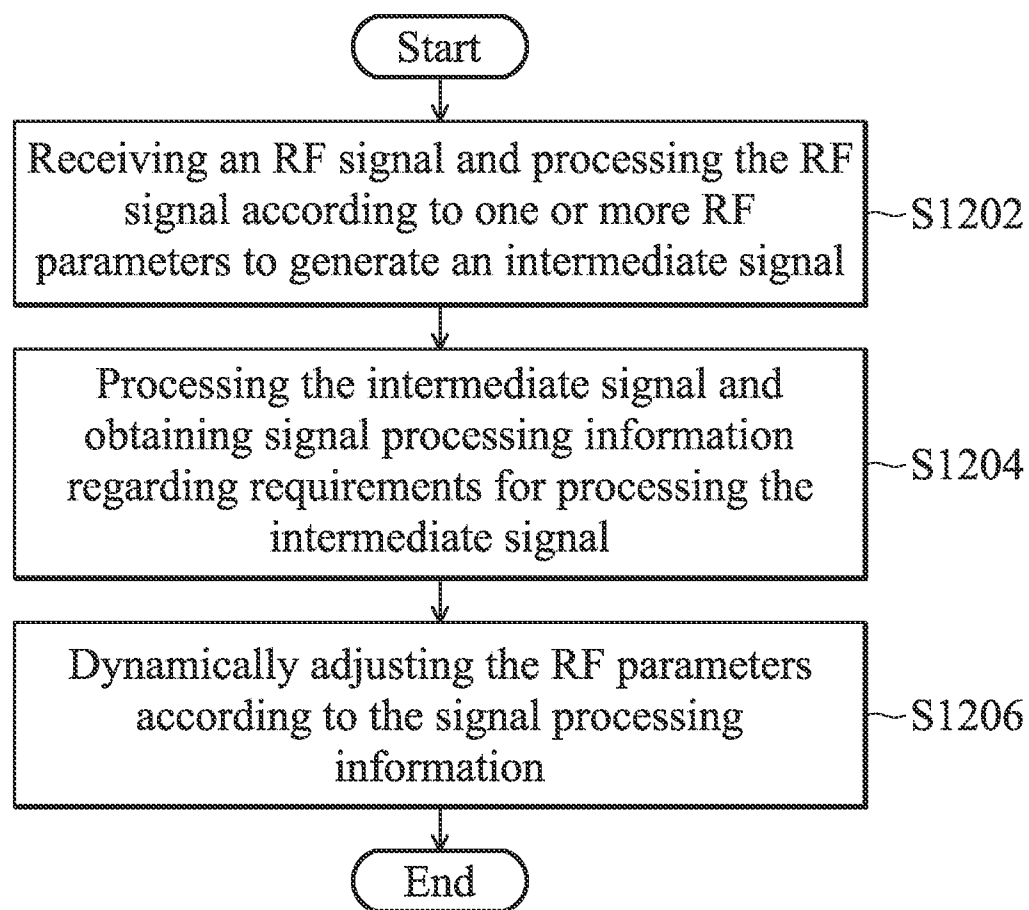 Start
Receiving an RF signal and processing the RF
signal according to one or more RF
parameters to generate an intermediate signal
S1202
Processing the intermediate signal and
obtaining signal processing information
regarding requirements for processing the
intermediate signal
S1204
Dynamically adjusting the RF parameters
according to the signal processing
information
S1206
End